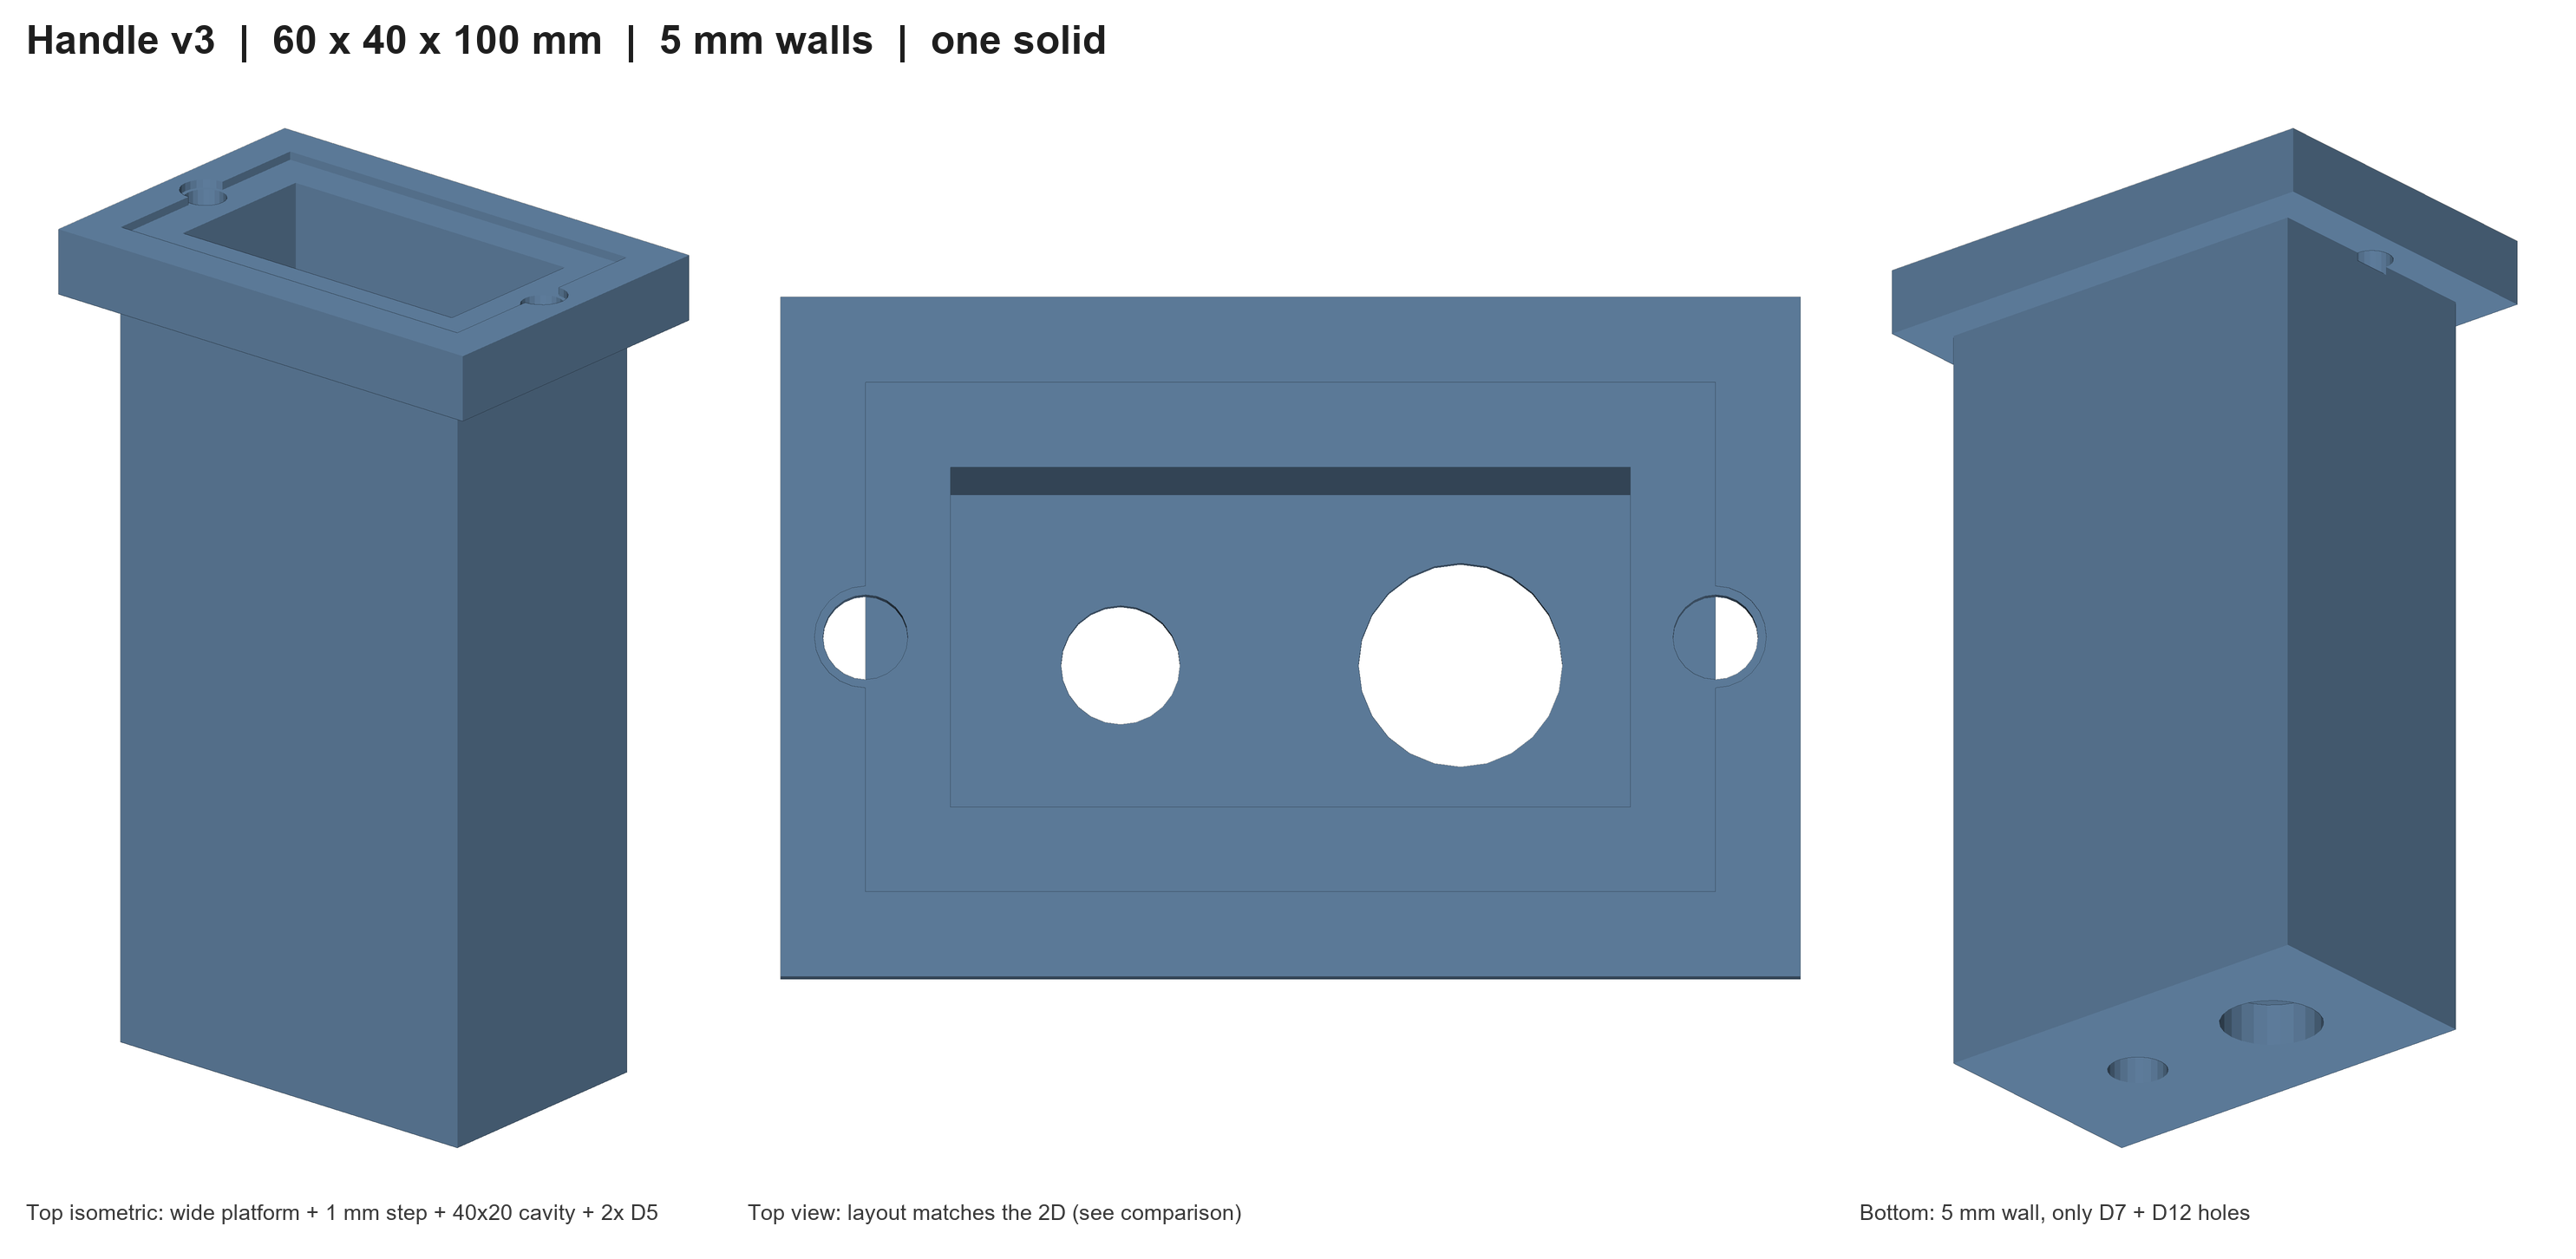 Handle v3 | 60 x 40 x 100 mm | 5 mm walls | one solid
Top isometric: wide platform + 1 mm step + 40x20 cavity + 2x D5
Top view: layout matches the 2D (see comparison)
Bottom: 5 mm wall, only D7 + D12 holes